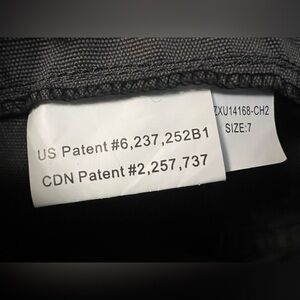 US Patent #6,237,252B1
CDN Patent #2,257,737
ZXU14168-CH2
SIZE:7